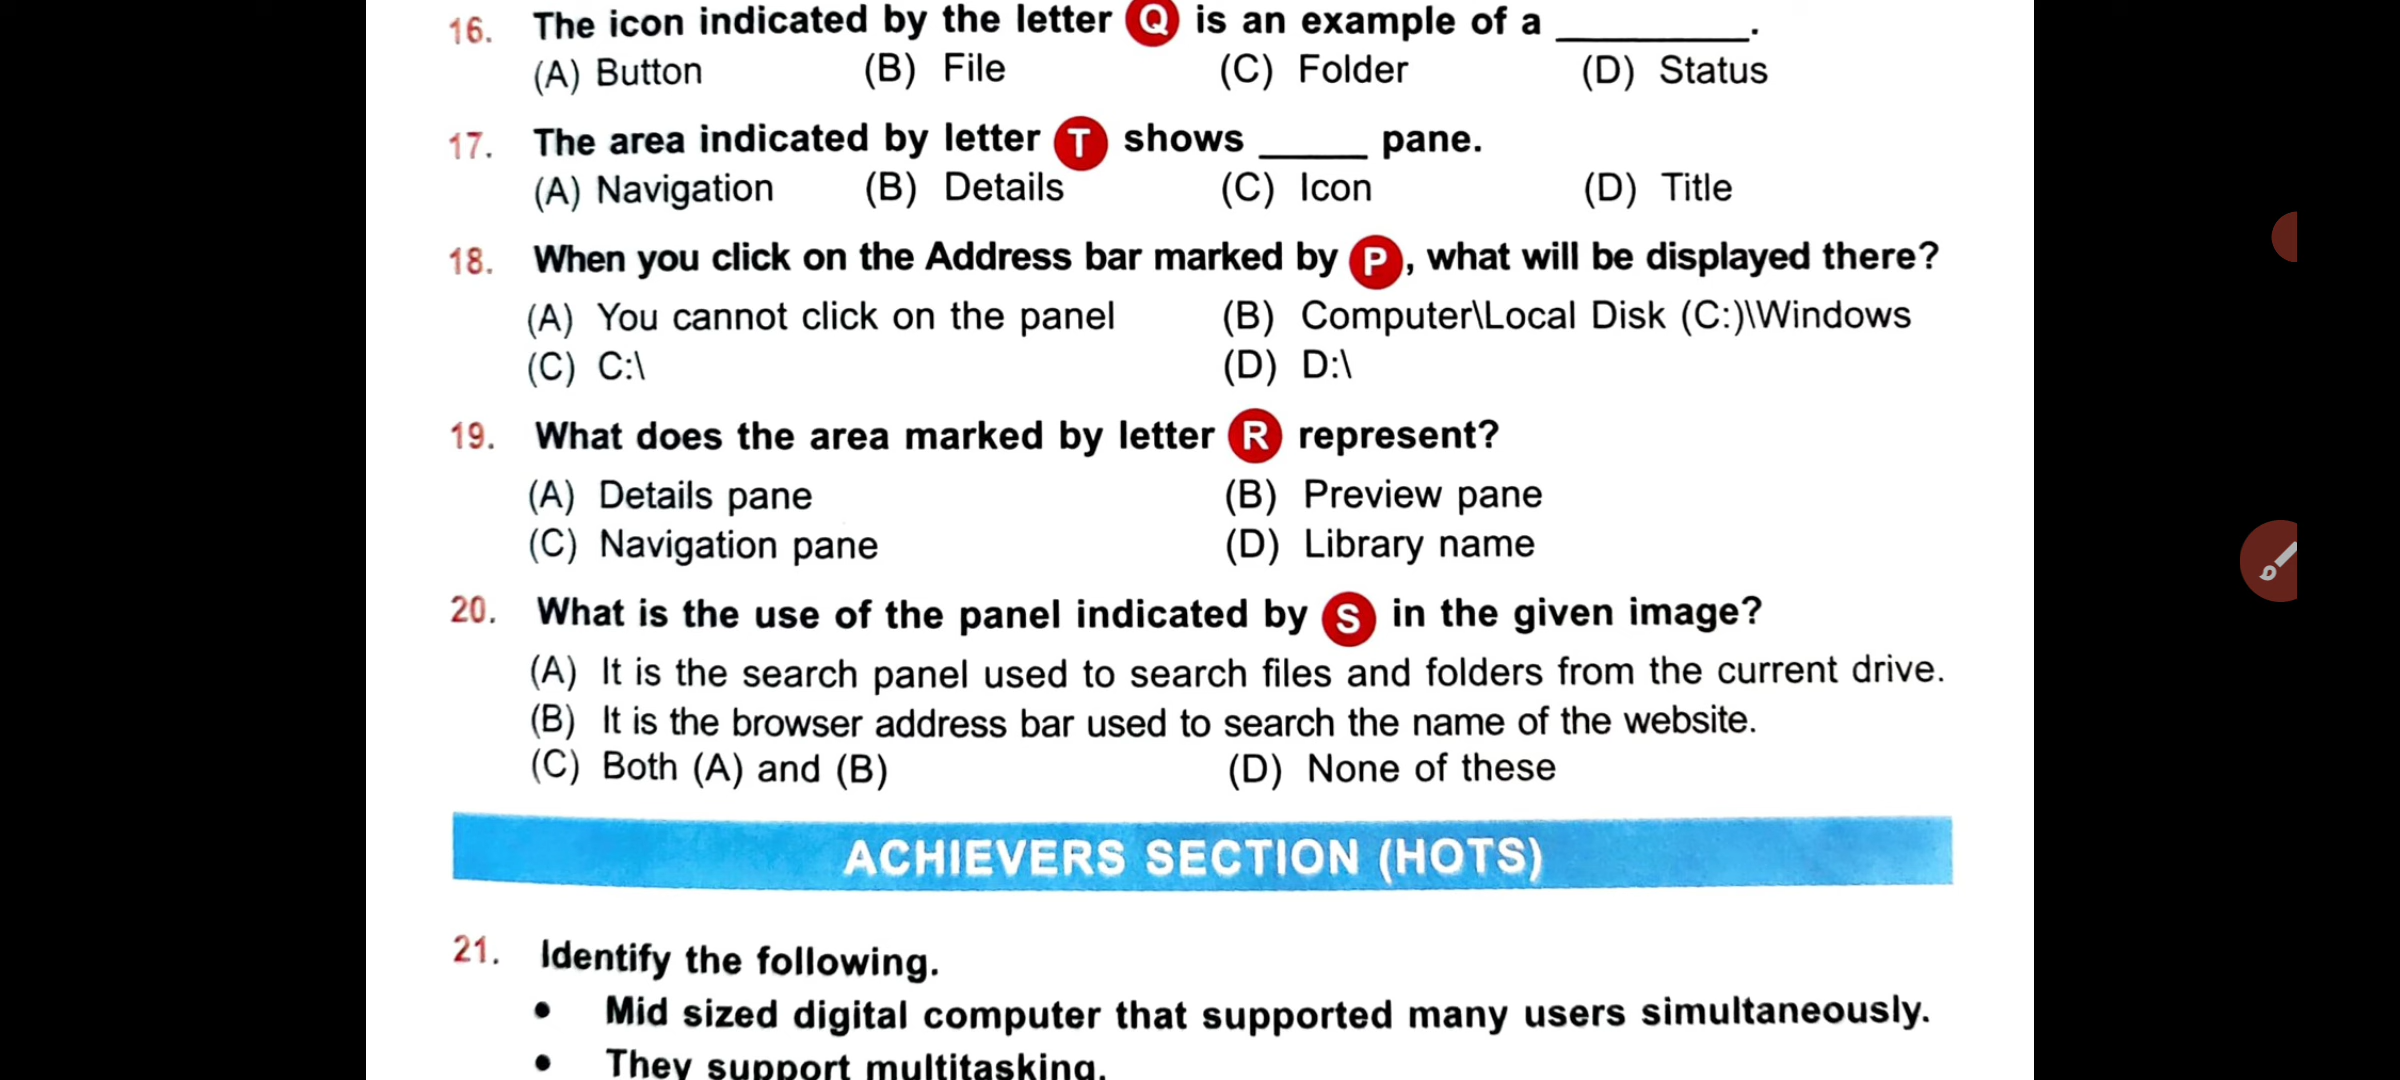 16. The icon indicated by the letter Q is an example of a __________.
(A) Button (B) File (C) Folder (D) Status
17. The area indicated by letter T shows _____ pane.
(A) Navigation (B) Details (C) Icon (D) Title
18. When you click on the Address bar marked by P, what will be displayed there?
(A) You cannot click on the panel (B) Computer\Local Disk (C:)\Windows
(C) C:\ (D) D:\
19. What does the area marked by letter R represent?
(A) Details pane (B) Preview pane
(C) Navigation pane (D) Library name
20. What is the use of the panel indicated by S in the given image?
(A) It is the search panel used to search files and folders from the current drive.
(B) It is the browser address bar used to search the name of the website.
(C) Both (A) and (B) (D) None of these
ACHIEVERS SECTION (HOTS)
21. Identify the following.
• Mid sized digital computer that supported many users simultaneously.
• They support multitasking.